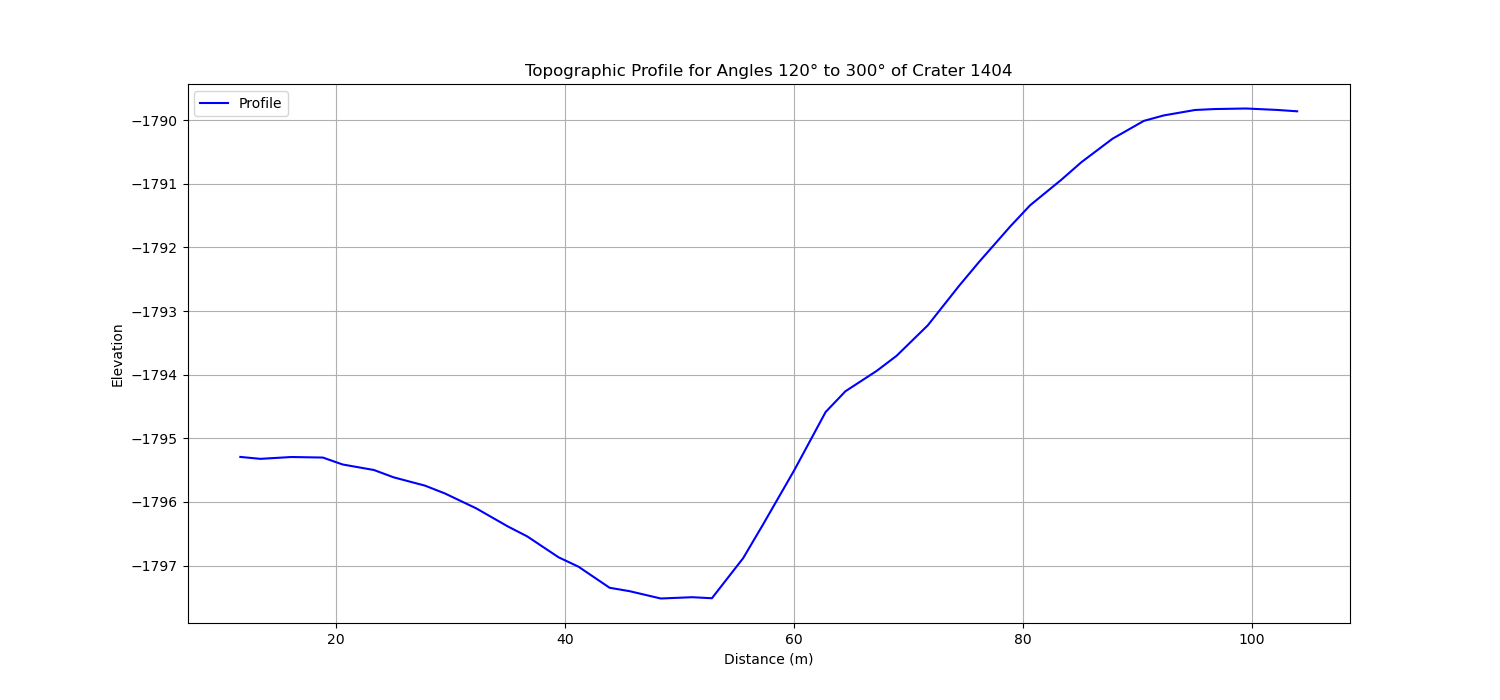 Topographic Profile for Angles 120° to 300° of Crater 1404
Profile
−1790
−1791
−1792
−1793
−1794
−1795
−1796
−1797
Elevation
20 40 60 80 100
Distance (m)